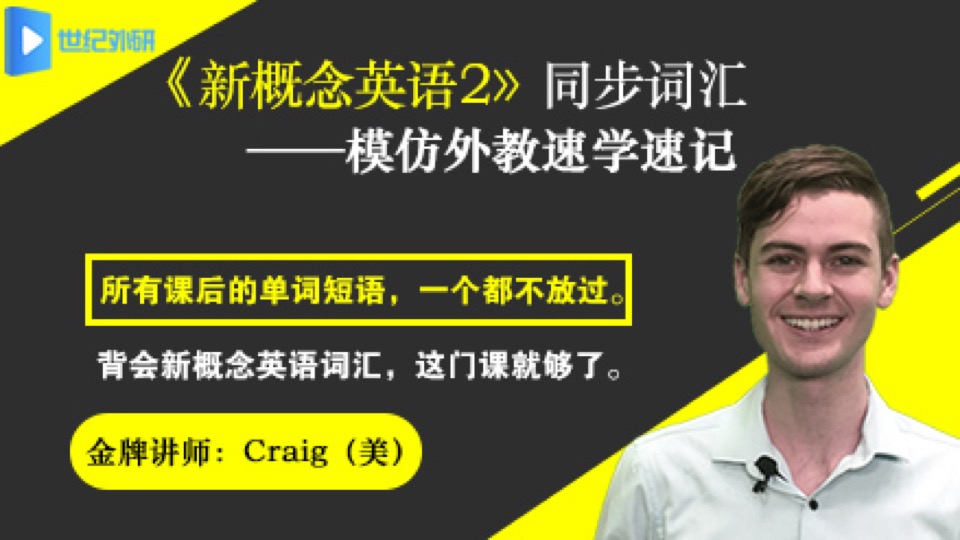 世纪外研
《新概念英语2》同步词汇
——模仿外教速学速记
所有课后的单词短语，一个都不放过。
背会新概念英语词汇，这门课就够了。
金牌讲师：Craig（美）